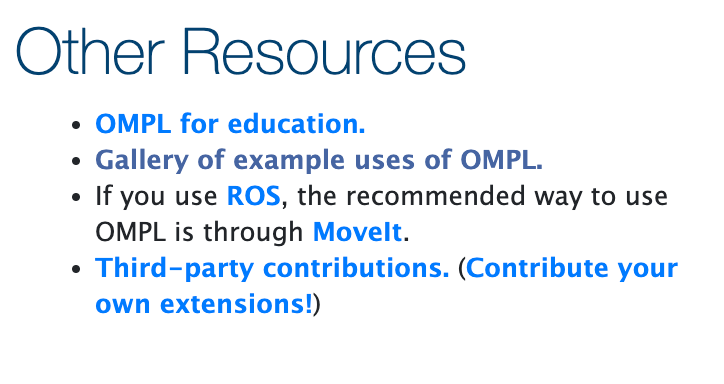 Other Resources
• OMPL for education.
• Gallery of example uses of OMPL.
• If you use ROS, the recommended way to use
OMPL is through MoveIt.
• Third-party contributions. (Contribute your
own extensions!)